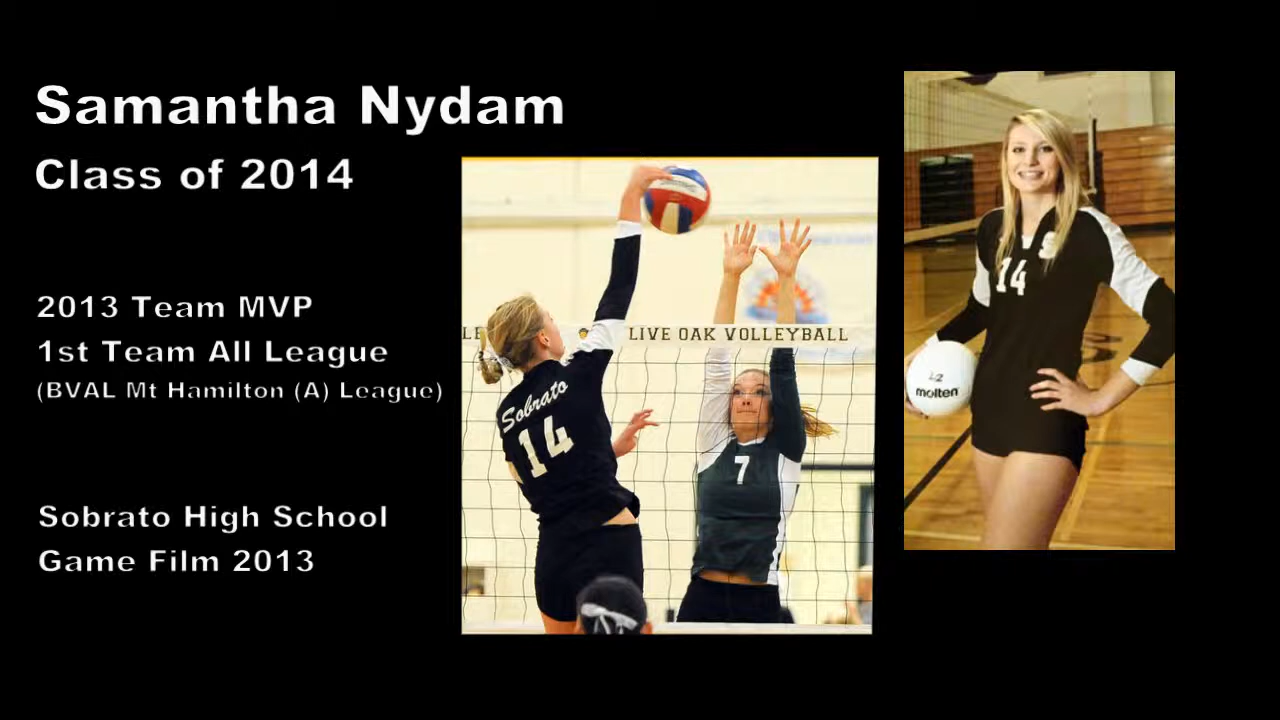 Samantha Nydam
Class of 2014
2013 Team MVP
1st Team All League
(BVAL Mt Hamilton (A) League)
Sobrato High School
Game Film 2013
LIVE OAK VOLLEYBALL
Sobrato
14
7
14
S
molten